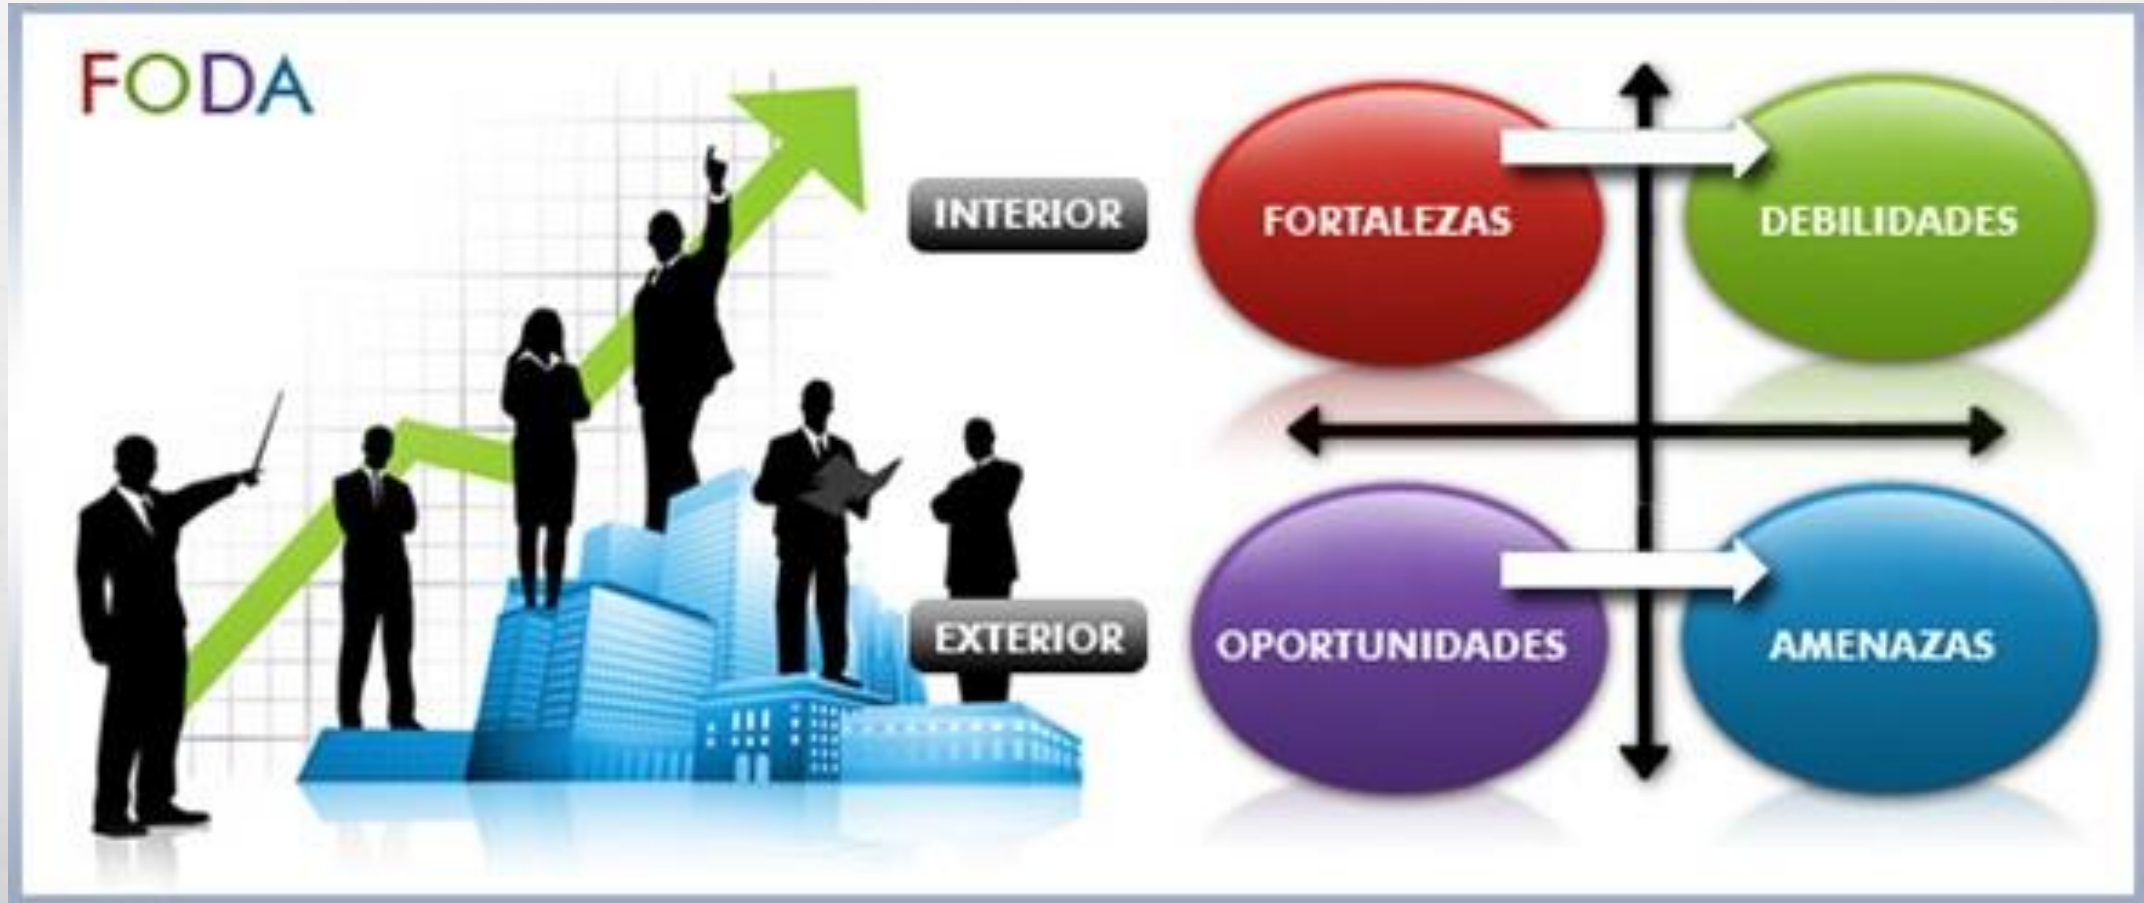 FODA
INTERIOR
FORTALEZAS
DEBILIDADES
EXTERIOR
OPORTUNIDADES
AMENAZAS